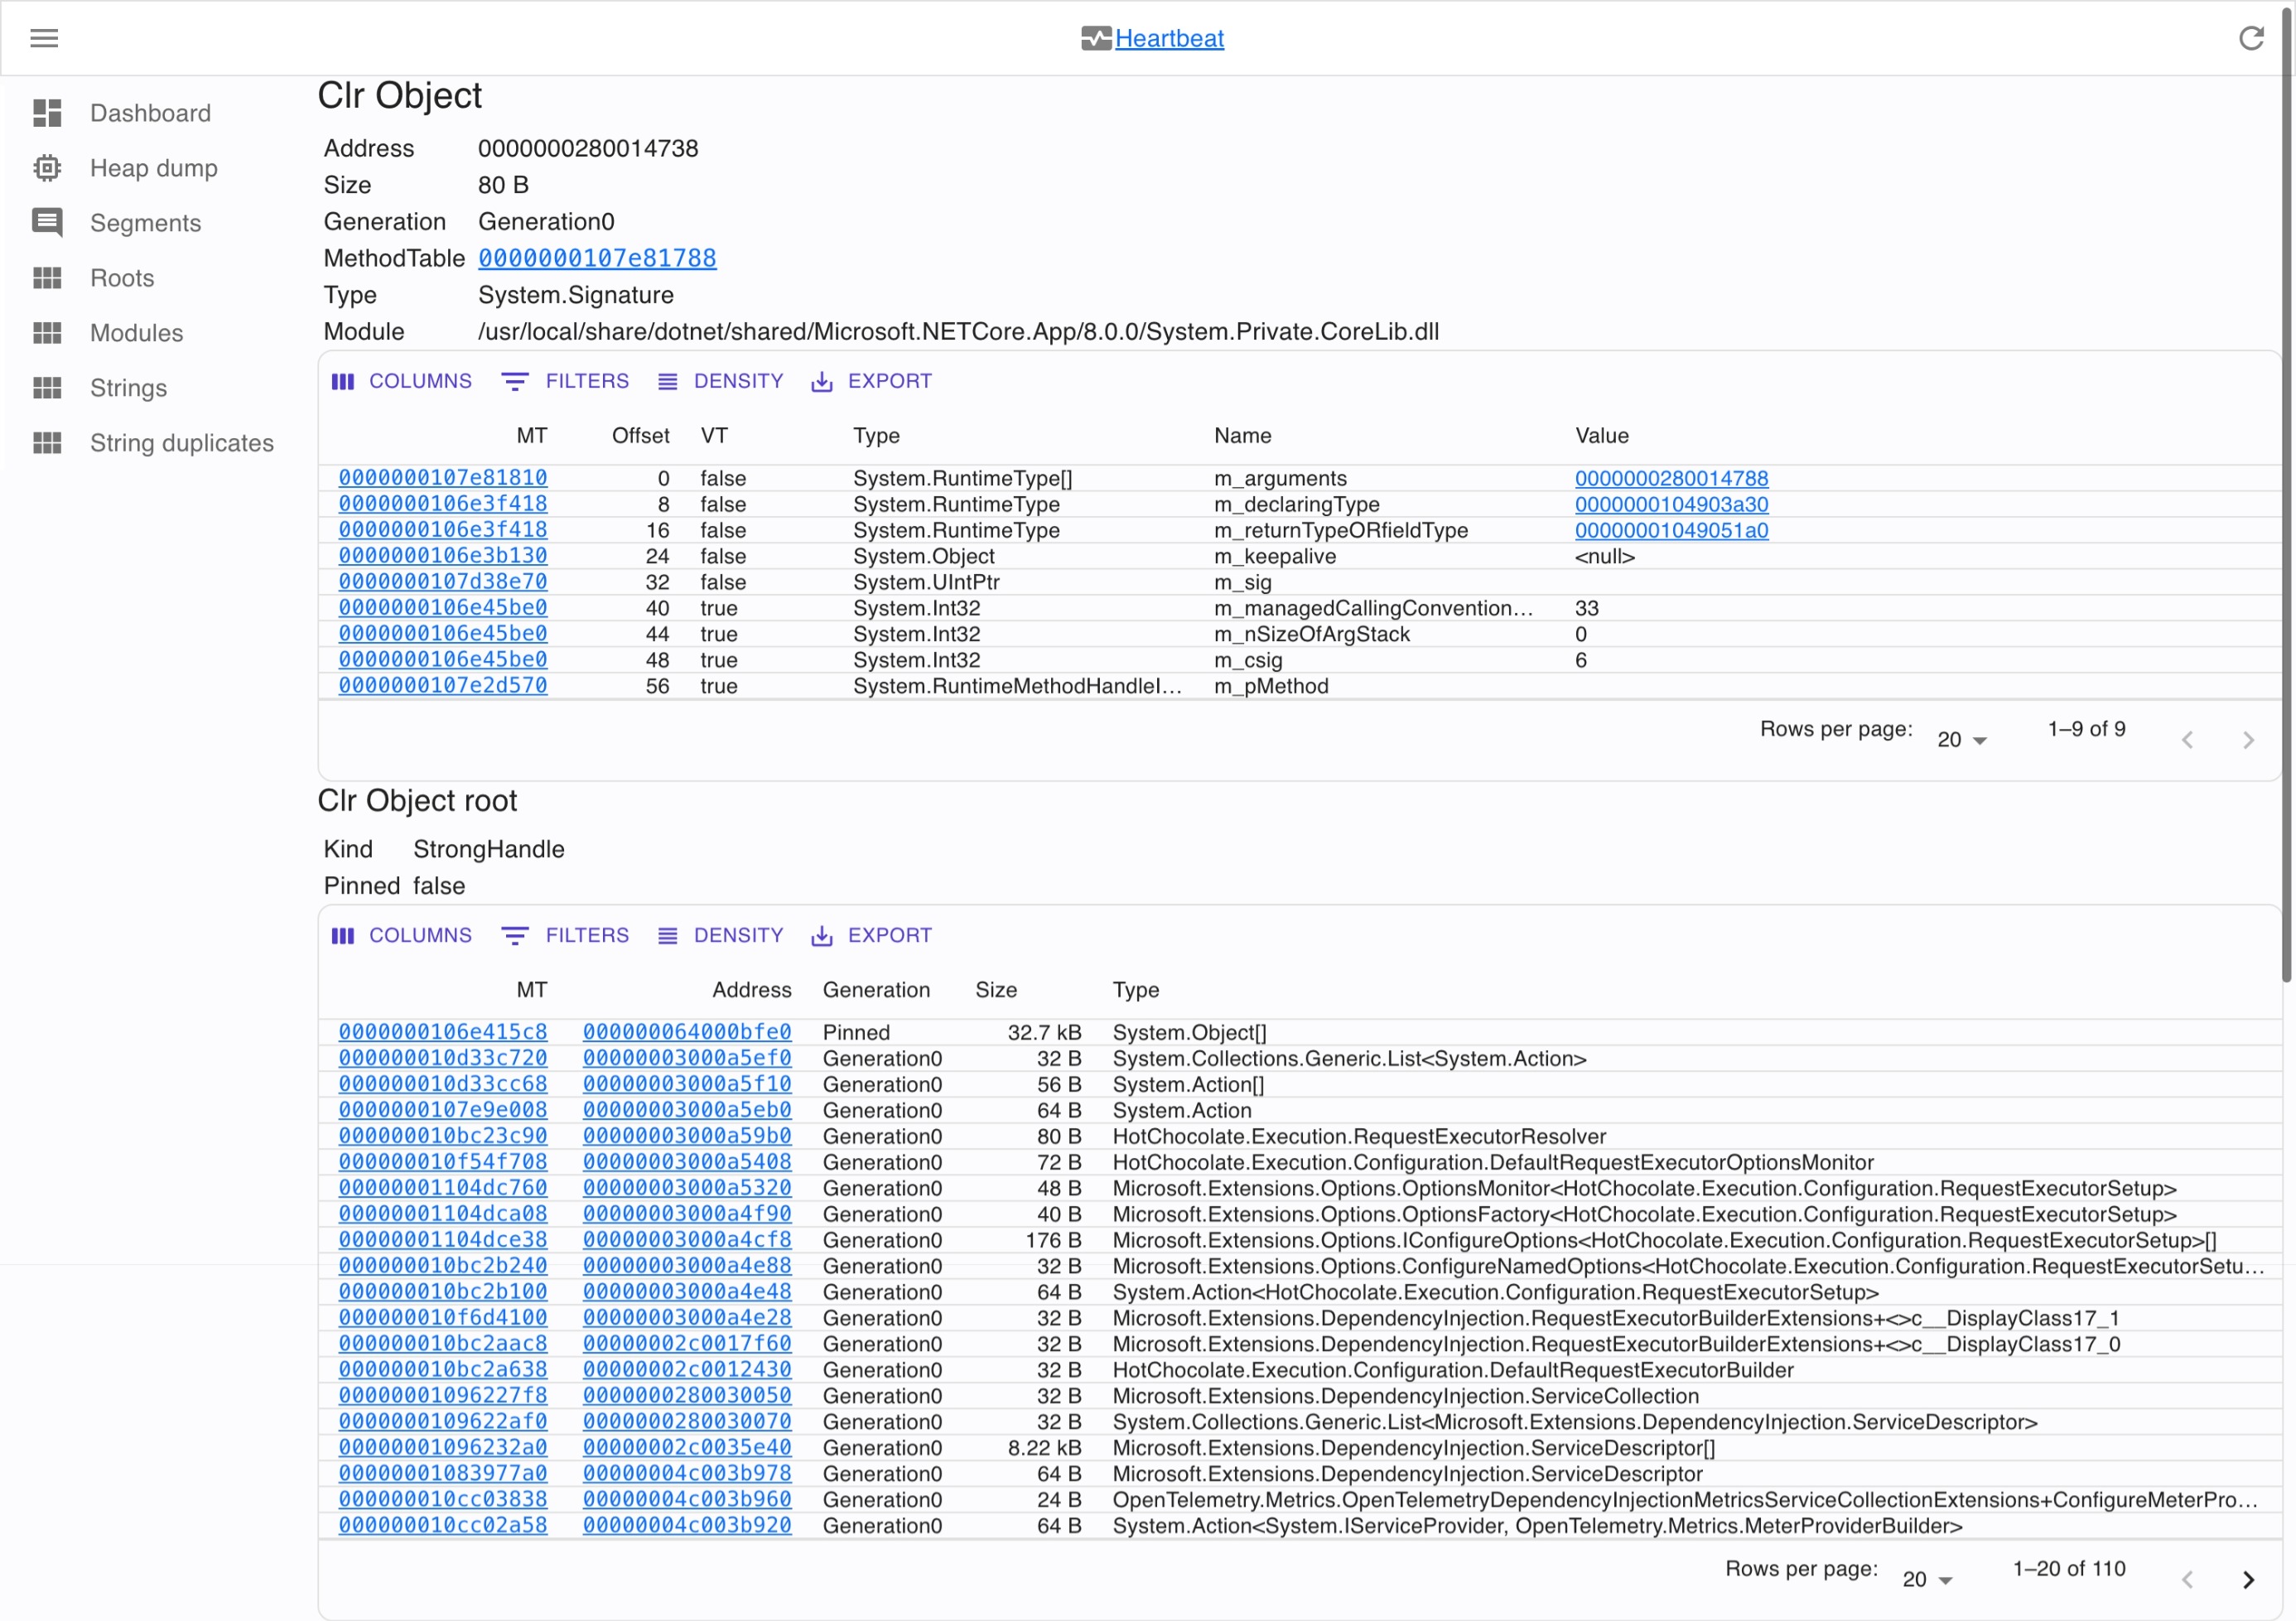 Heartbeat
Dashboard
Heap dump
Segments
Roots
Modules
Strings
String duplicates
Clr Object
Address 0000000280014738
Size 80 B
Generation Generation0
MethodTable 0000000107e81788
Type System.Signature
Module /usr/local/share/dotnet/shared/Microsoft.NETCore.App/8.0.0/System.Private.CoreLib.dll
COLUMNS FILTERS DENSITY EXPORT
MT Offset VT Type Name Value
0000000107e81810 0 false System.RuntimeType[] m_arguments 0000000280014788
0000000106e3f418 8 false System.RuntimeType m_declaringType 0000000104903a30
0000000106e3f418 16 false System.RuntimeType m_returnTypeORfieldType 00000001049051a0
0000000106e3b130 24 false System.Object m_keepalive <null>
0000000107d38e70 32 false System.UIntPtr m_sig
0000000106e45be0 40 true System.Int32 m_managedCallingConvention… 33
0000000106e45be0 44 true System.Int32 m_nSizeOfArgStack 0
0000000106e45be0 48 true System.Int32 m_csig 6
0000000107e2d570 56 true System.RuntimeMethodHandleI… m_pMethod
Rows per page: 20 1–9 of 9
Clr Object root
Kind StrongHandle
Pinned false
COLUMNS FILTERS DENSITY EXPORT
MT Address Generation Size Type
0000000106e415c8 000000064000bfe0 Pinned 32.7 kB System.Object[]
000000010d33c720 00000003000a5ef0 Generation0 32 B System.Collections.Generic.List<System.Action>
000000010d33cc68 00000003000a5f10 Generation0 56 B System.Action[]
0000000107e9e008 00000003000a5eb0 Generation0 64 B System.Action
000000010bc23c90 00000003000a59b0 Generation0 80 B HotChocolate.Execution.RequestExecutorResolver
000000010f54f708 00000003000a5408 Generation0 72 B HotChocolate.Execution.Configuration.DefaultRequestExecutorOptionsMonitor
00000001104dc760 00000003000a5320 Generation0 48 B Microsoft.Extensions.Options.OptionsMonitor<HotChocolate.Execution.Configuration.RequestExecutorSetup>
00000001104dca08 00000003000a4f90 Generation0 40 B Microsoft.Extensions.Options.OptionsFactory<HotChocolate.Execution.Configuration.RequestExecutorSetup>
00000001104dce38 00000003000a4cf8 Generation0 176 B Microsoft.Extensions.Options.IConfigureOptions<HotChocolate.Execution.Configuration.RequestExecutorSetup>[]
000000010bc2b240 00000003000a4e88 Generation0 32 B Microsoft.Extensions.Options.ConfigureNamedOptions<HotChocolate.Execution.Configuration.RequestExecutorSetu…
000000010bc2b100 00000003000a4e48 Generation0 64 B System.Action<HotChocolate.Execution.Configuration.RequestExecutorSetup>
000000010f6d4100 00000003000a4e28 Generation0 32 B Microsoft.Extensions.DependencyInjection.RequestExecutorBuilderExtensions+<>c__DisplayClass17_1
000000010bc2aac8 00000002c0017f60 Generation0 32 B Microsoft.Extensions.DependencyInjection.RequestExecutorBuilderExtensions+<>c__DisplayClass17_0
000000010bc2a638 00000002c0012430 Generation0 32 B HotChocolate.Execution.Configuration.DefaultRequestExecutorBuilder
00000001096227f8 0000000280030050 Generation0 32 B Microsoft.Extensions.DependencyInjection.ServiceCollection
0000000109622af0 0000000280030070 Generation0 32 B System.Collections.Generic.List<Microsoft.Extensions.DependencyInjection.ServiceDescriptor>
00000001096232a0 00000002c0035e40 Generation0 8.22 kB Microsoft.Extensions.DependencyInjection.ServiceDescriptor[]
00000001083977a0 00000004c003b978 Generation0 64 B Microsoft.Extensions.DependencyInjection.ServiceDescriptor
000000010cc03838 00000004c003b960 Generation0 24 B OpenTelemetry.Metrics.OpenTelemetryDependencyInjectionMetricsServiceCollectionExtensions+ConfigureMeterPro…
000000010cc02a58 00000004c003b920 Generation0 64 B System.Action<System.IServiceProvider, OpenTelemetry.Metrics.MeterProviderBuilder>
Rows per page: 20 1–20 of 110